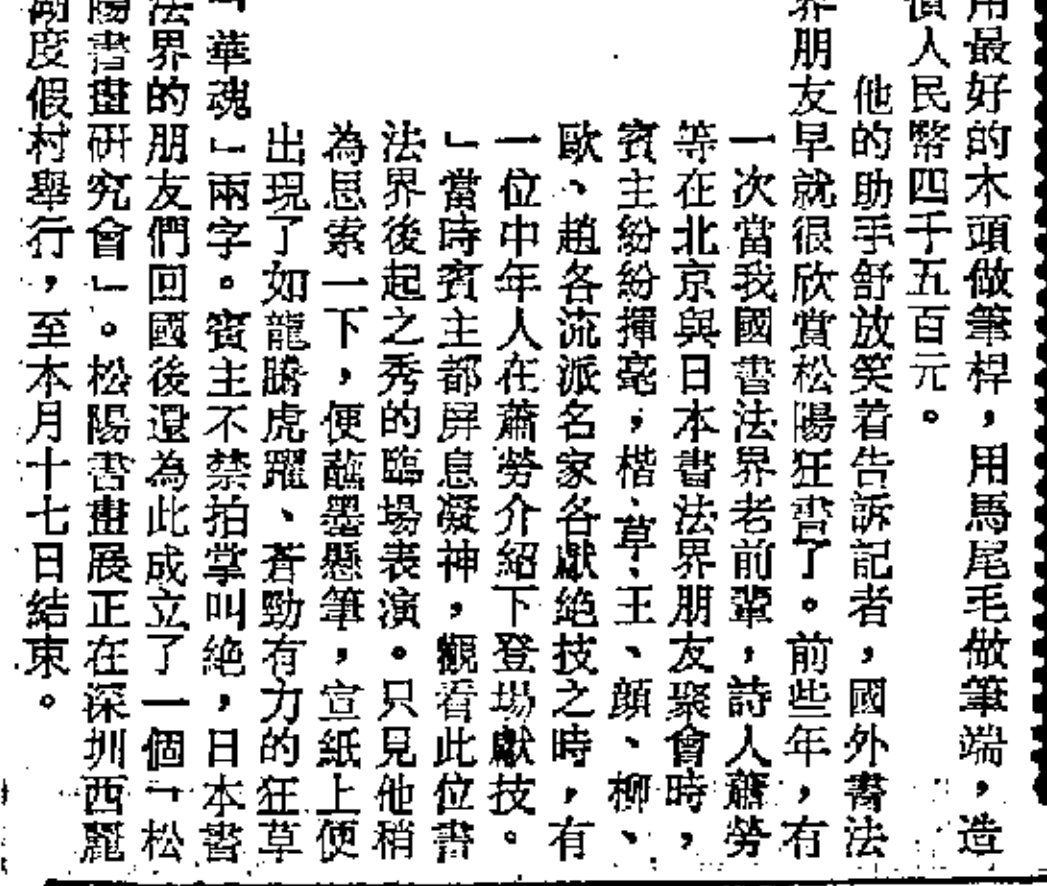 用最好的木頭做筆桿，用馬尾毛做筆端，造
價人民幣四千五百元。
他的助手舒放笑着告訴記者，國外書法
界朋友早就很欣賞松陽狂書了。前些年，有
一次當我國書法界老前輩，詩人蕭勞
等在北京與日本書法界朋友聚會時，
賓主紛紛揮毫，楷、草、王、顏、柳、
歐、趙各流派名家各獻絶技之時，有
一位中年人在蕭勞介紹下登場獻技。
﹂當時賓主都屏息凝神，觀看此位書
法界後起之秀的臨場表演。只見他稍
為思索一下，便蘸墨懸筆，宣紙上便
出現了如龍騰虎躍、蒼勁有力的狂草
﹁華魂﹂兩字。賓主不禁拍掌叫絶，日本書
法界的朋友們回國後還為此成立了一個﹁松
陽書畫研究會﹂。松陽書畫展正在深圳西麗
湖度假村舉行，至本月十七日結束。